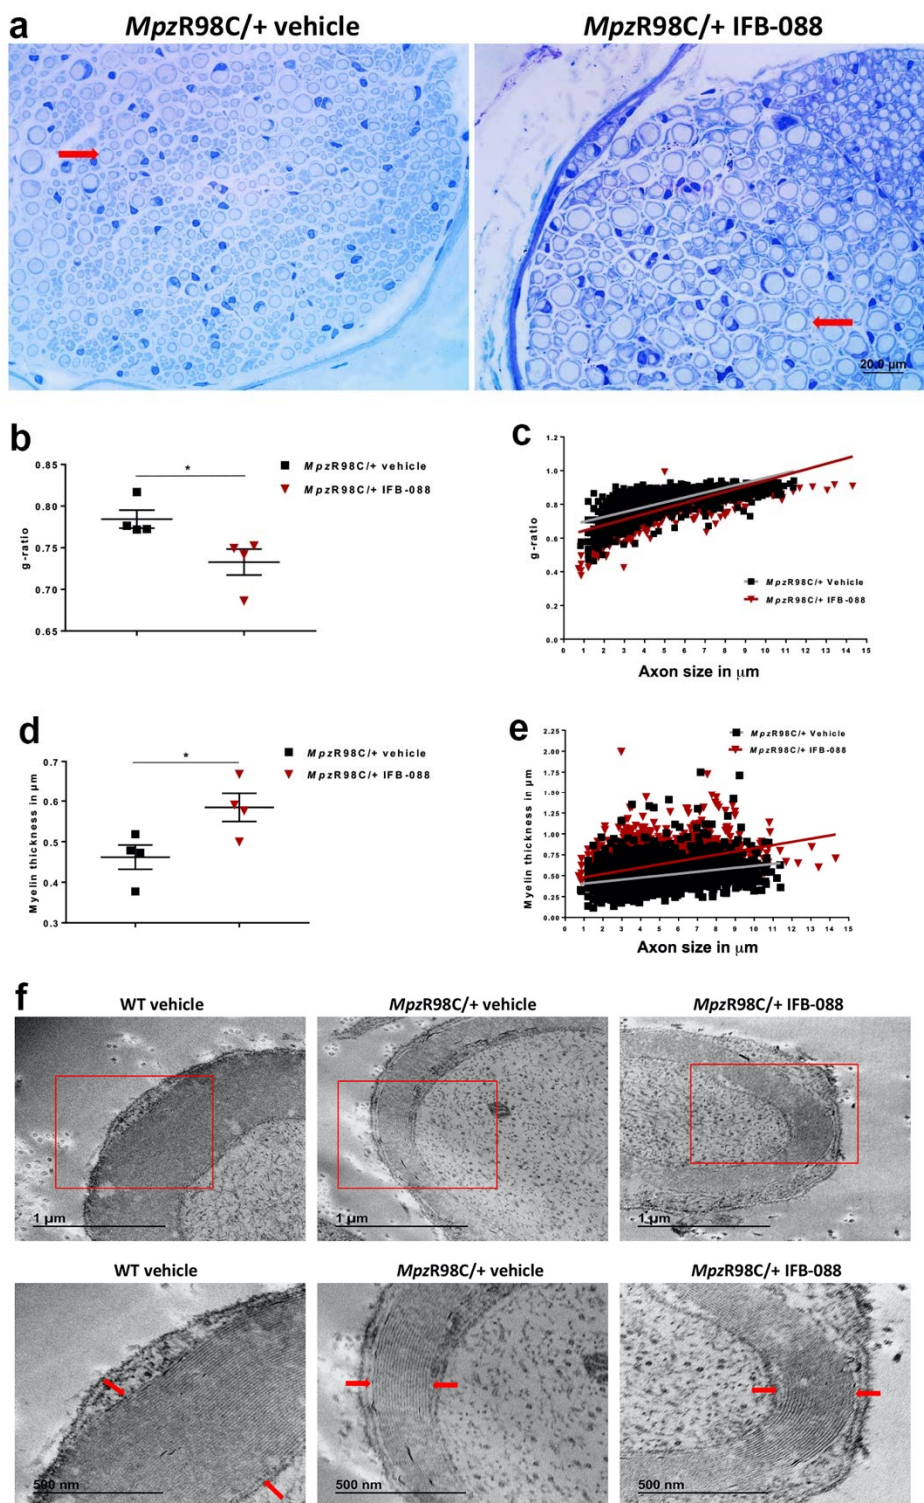 a
MpzR98C/+ vehicle
MpzR98C/+ IFB-088
20.0 µm
b
*
MpzR98C/+ vehicle
MpzR98C/+ IFB-088
0.85
0.80
0.75
0.70
0.65
g-ratio
c
1.2
1.0
0.8
0.6
0.4
0.2
0.0
g-ratio
MpzR98C/+ Vehicle
MpzR98C/+ IFB-088
0 1 2 3 4 5 6 7 8 9 10 11 12 13 14 15
Axon size in µm
d
*
MpzR98C/+ vehicle
MpzR98C/+ IFB-088
0.7
0.6
0.5
0.4
0.3
Myelin thickness in µm
e
2.25
2.00
1.75
1.50
1.25
1.00
0.75
0.50
0.25
0.00
Myelin thickness in µm
MpzR98C/+ Vehicle
MpzR98C/+ IFB-088
0 1 2 3 4 5 6 7 8 9 10 11 12 13 14 15
Axon size in µm
f
WT vehicle
MpzR98C/+ vehicle
MpzR98C/+ IFB-088
1 µm
1 µm
1 µm
WT vehicle
MpzR98C/+ vehicle
MpzR98C/+ IFB-088
500 nm
500 nm
500 nm